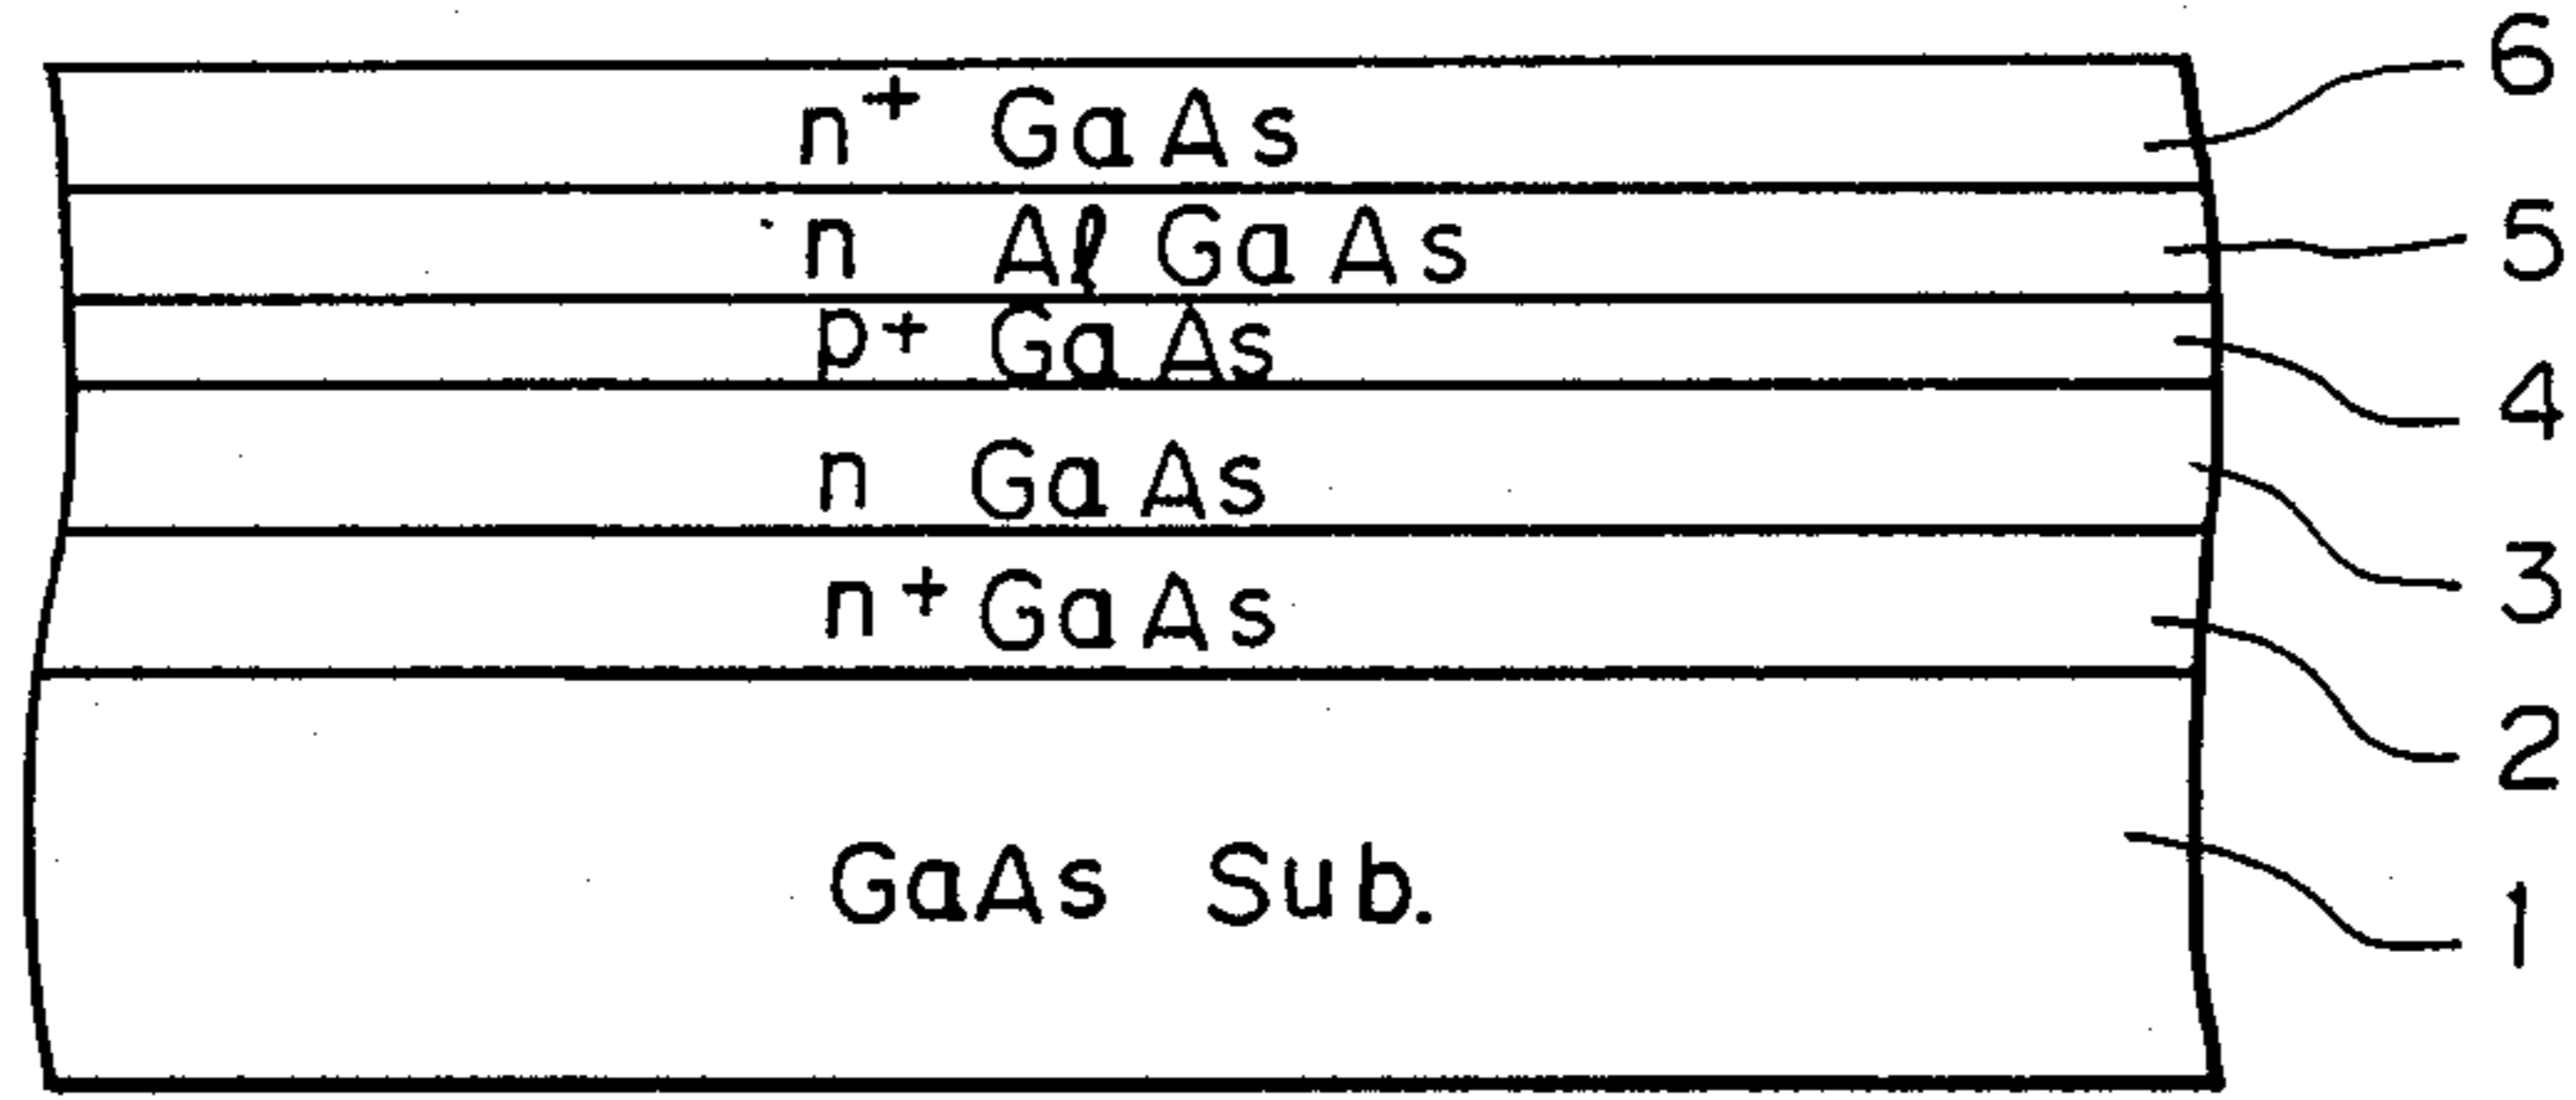 n+ GaAs 6
n AlGaAs 5
p+ GaAs 4
n GaAs 3
n+ GaAs 2
GaAs Sub. 1